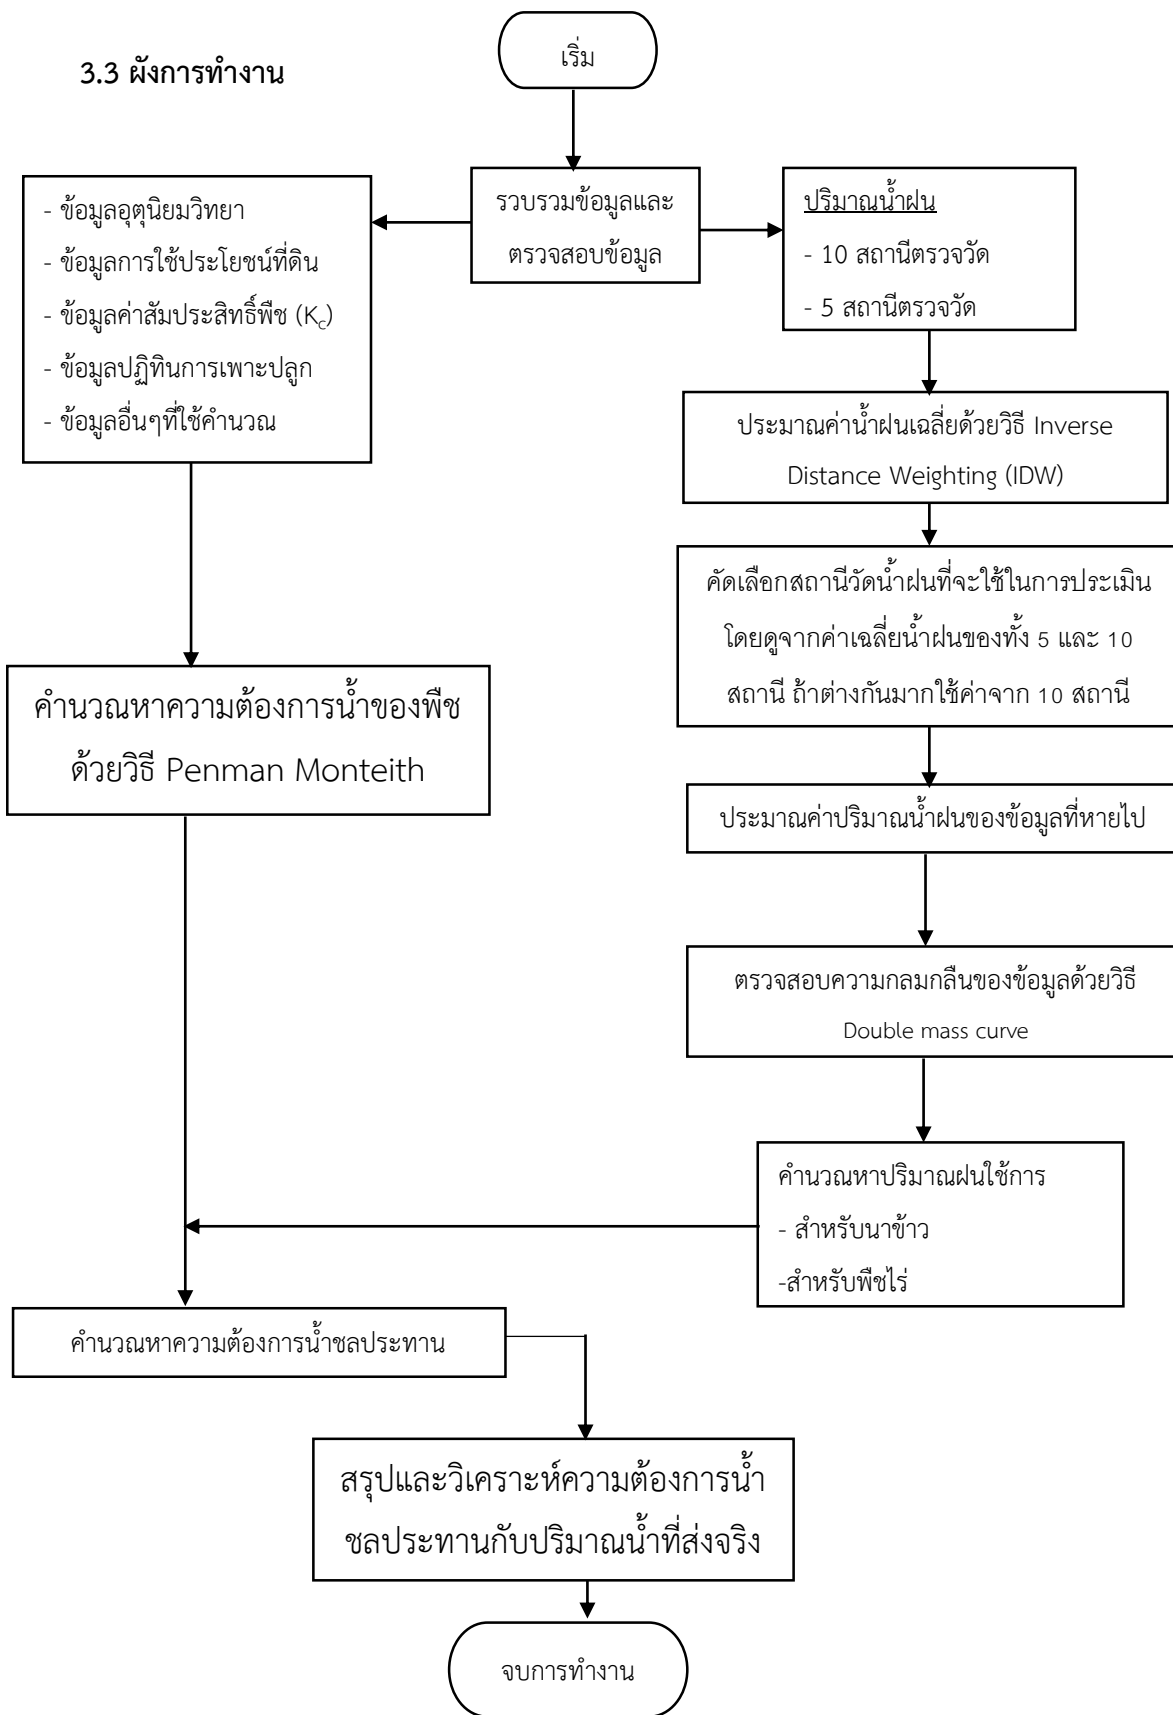 3.3 ผังการทำงาน
เริ่ม
รวบรวมข้อมูลและ
ตรวจสอบข้อมูล
- ข้อมูลอุตุนิยมวิทยา
- ข้อมูลการใช้ประโยชน์ที่ดิน
- ข้อมูลค่าสัมประสิทธิ์พืช (Kc)
- ข้อมูลปฏิทินการเพาะปลูก
- ข้อมูลอื่นๆที่ใช้คำนวณ
ปริมาณน้ำฝน
- 10 สถานีตรวจวัด
- 5 สถานีตรวจวัด
ประมาณค่าน้ำฝนเฉลี่ยด้วยวิธี Inverse
Distance Weighting (IDW)
คัดเลือกสถานีวัดน้ำฝนที่จะใช้ในการประเมิน
โดยดูจากค่าเฉลี่ยน้ำฝนของทั้ง 5 และ 10
สถานี ถ้าต่างกันมากใช้ค่าจาก 10 สถานี
คำนวณหาความต้องการน้ำของพืช
ด้วยวิธี Penman Monteith
ประมาณค่าปริมาณน้ำฝนของข้อมูลที่หายไป
ตรวจสอบความกลมกลืนของข้อมูลด้วยวิธี
Double mass curve
คำนวณหาปริมาณฝนใช้การ
- สำหรับนาข้าว
-สำหรับพืชไร่
คำนวณหาความต้องการน้ำชลประทาน
สรุปและวิเคราะห์ความต้องการน้ำ
ชลประทานกับปริมาณน้ำที่ส่งจริง
จบการทำงาน